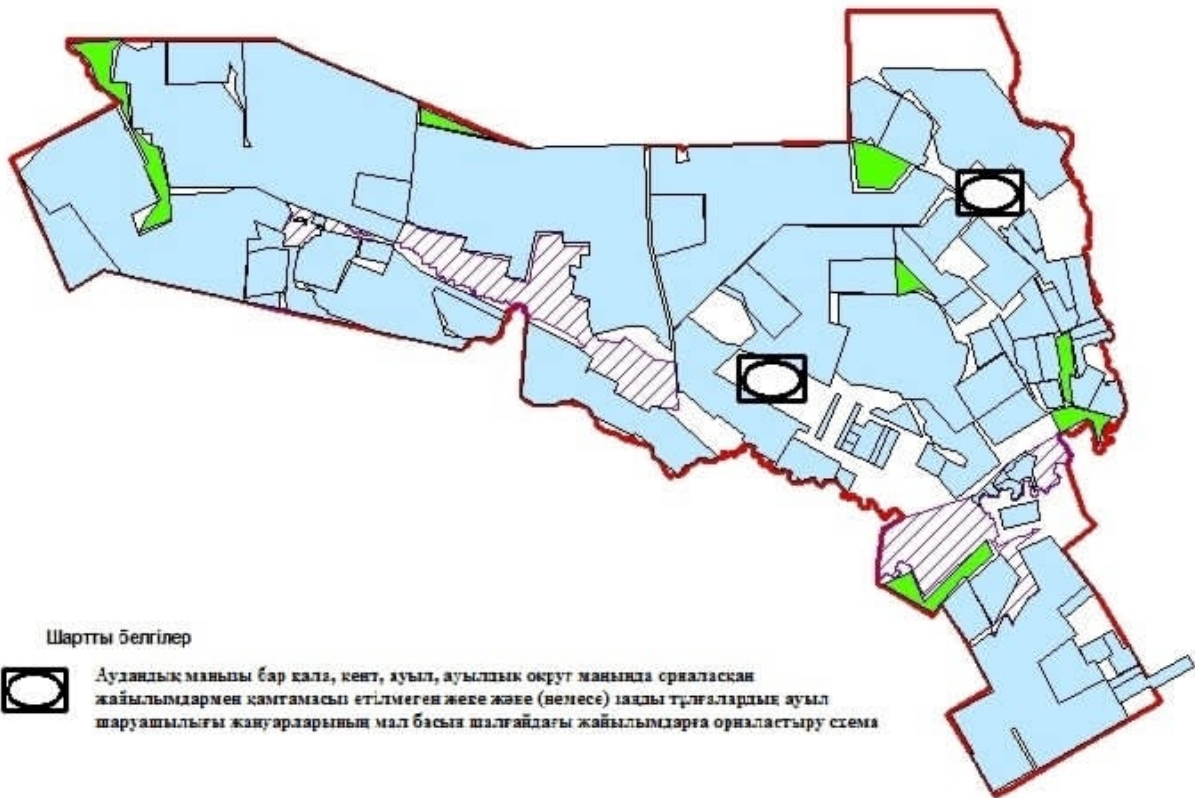 Шартты белгілер
Аудандық маңызы бар қала, кент, ауыл, ауылдық округ маңында орналасқан
жайылымдармен қамтамасыз етілмеген жеке және (немесе) заңды тұлғалардың ауыл
шаруашылығы жануарларының мал басын шалғайдағы жайылымдарға орналастыру схема